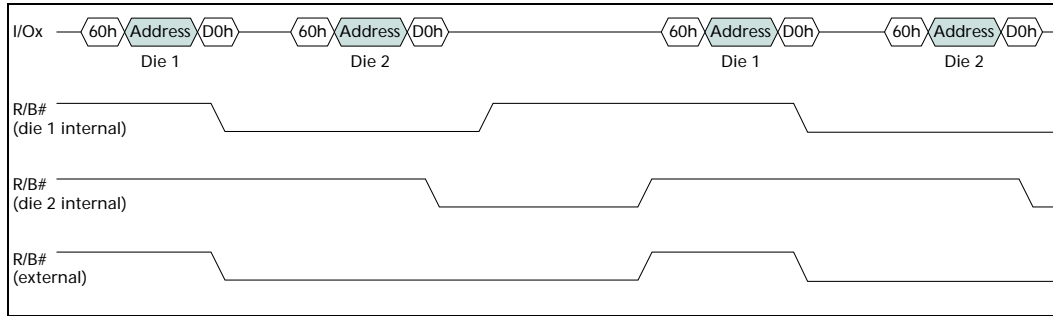 I/Ox 60h Address D0h 60h Address D0h 60h Address D0h 60h Address D0h
Die 1 Die 2 Die 1 Die 2
R/B#
(die 1 internal)
R/B#
(die 2 internal)
R/B#
(external)